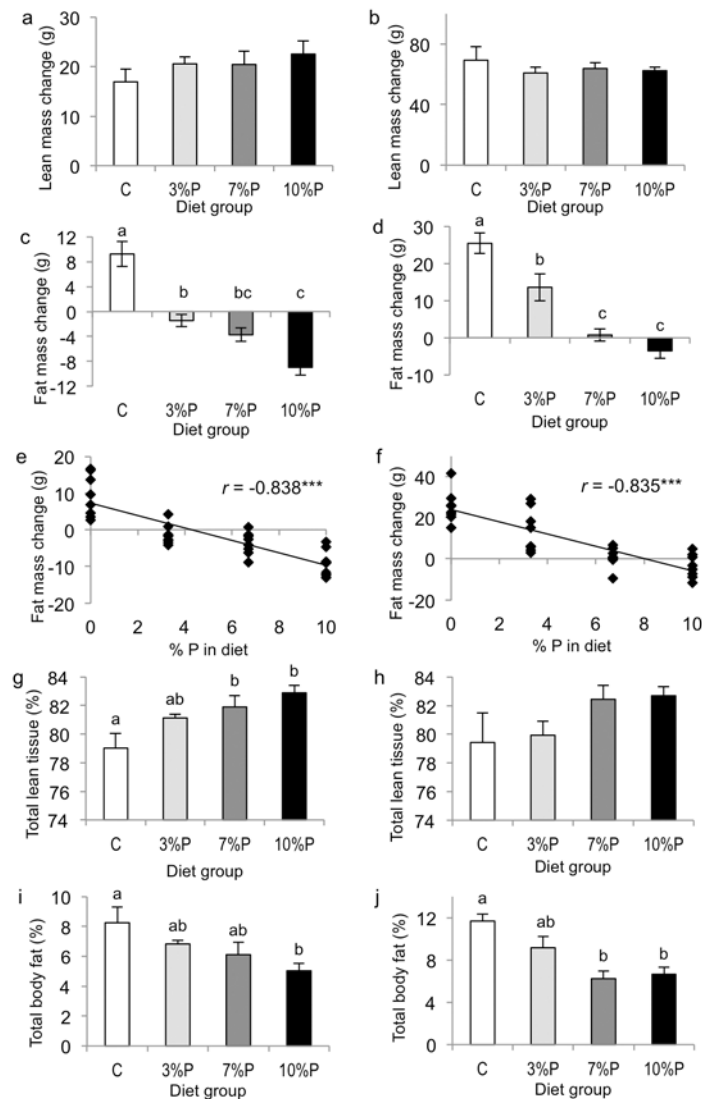 a
Lean mass change (g)
30
20
10
0
C 3%P 7%P 10%P
Diet group
b
Lean mass change (g)
80
40
0
C 3%P 7%P 10%P
Diet group
c
Fat mass change (g)
12
8
4
0
-4
-8
-12
a
b
bc
c
C 3%P 7%P 10%P
Diet group
d
Fat mass change (g)
30
20
10
0
-10
a
b
c
c
C 3%P 7%P 10%P
Diet group
e
Fat mass change (g)
20
10
0
-10
-20
r = -0.838***
0 2 4 6 8 10
% P in diet
f
Fat mass change (g)
40
20
0
-20
r = -0.835***
0 2 4 6 8 10
% P in diet
g
Total lean tissue (%)
84
82
80
78
76
74
a
ab
b
b
C 3%P 7%P 10%P
Diet group
h
Total lean tissue (%)
84
82
80
78
76
74
C 3%P 7%P 10%P
Diet group
i
Total body fat (%)
10
8
6
4
2
0
a
ab
ab
b
C 3%P 7%P 10%P
Diet group
j
Total body fat (%)
12
8
4
0
a
ab
b
b
C 3%P 7%P 10%P
Diet group